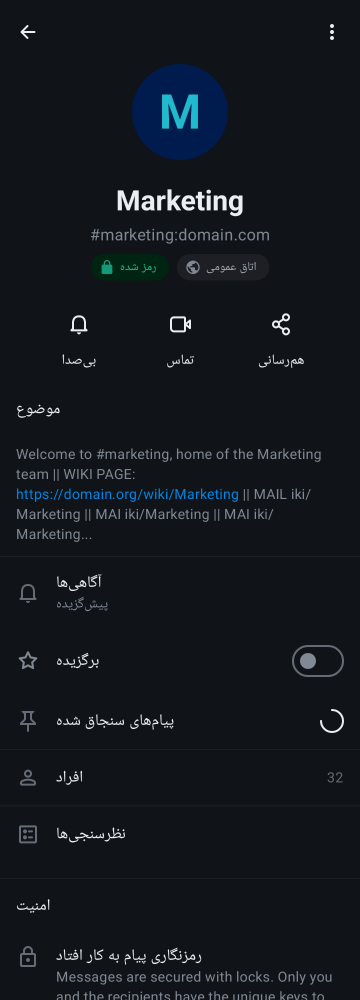 M
Marketing
#marketing:domain.com
رمز شده
اتاق عمومی
بی‌صدا
تماس
هم‌رسانی
موضوع
Welcome to #marketing, home of the Marketing
team || WIKI PAGE:
https://domain.org/wiki/Marketing || MAIL iki/
Marketing || MAI iki/Marketing || MAI iki/
Marketing...
آگاهی‌ها
پیش‌گزیده
برگزیده
پیام‌های سنجاق شده
افراد
32
نظرسنجی‌ها
امنیت
رمزنگاری پیام به کار افتاد
Messages are secured with locks. Only you
and the recipients have the unique keys to